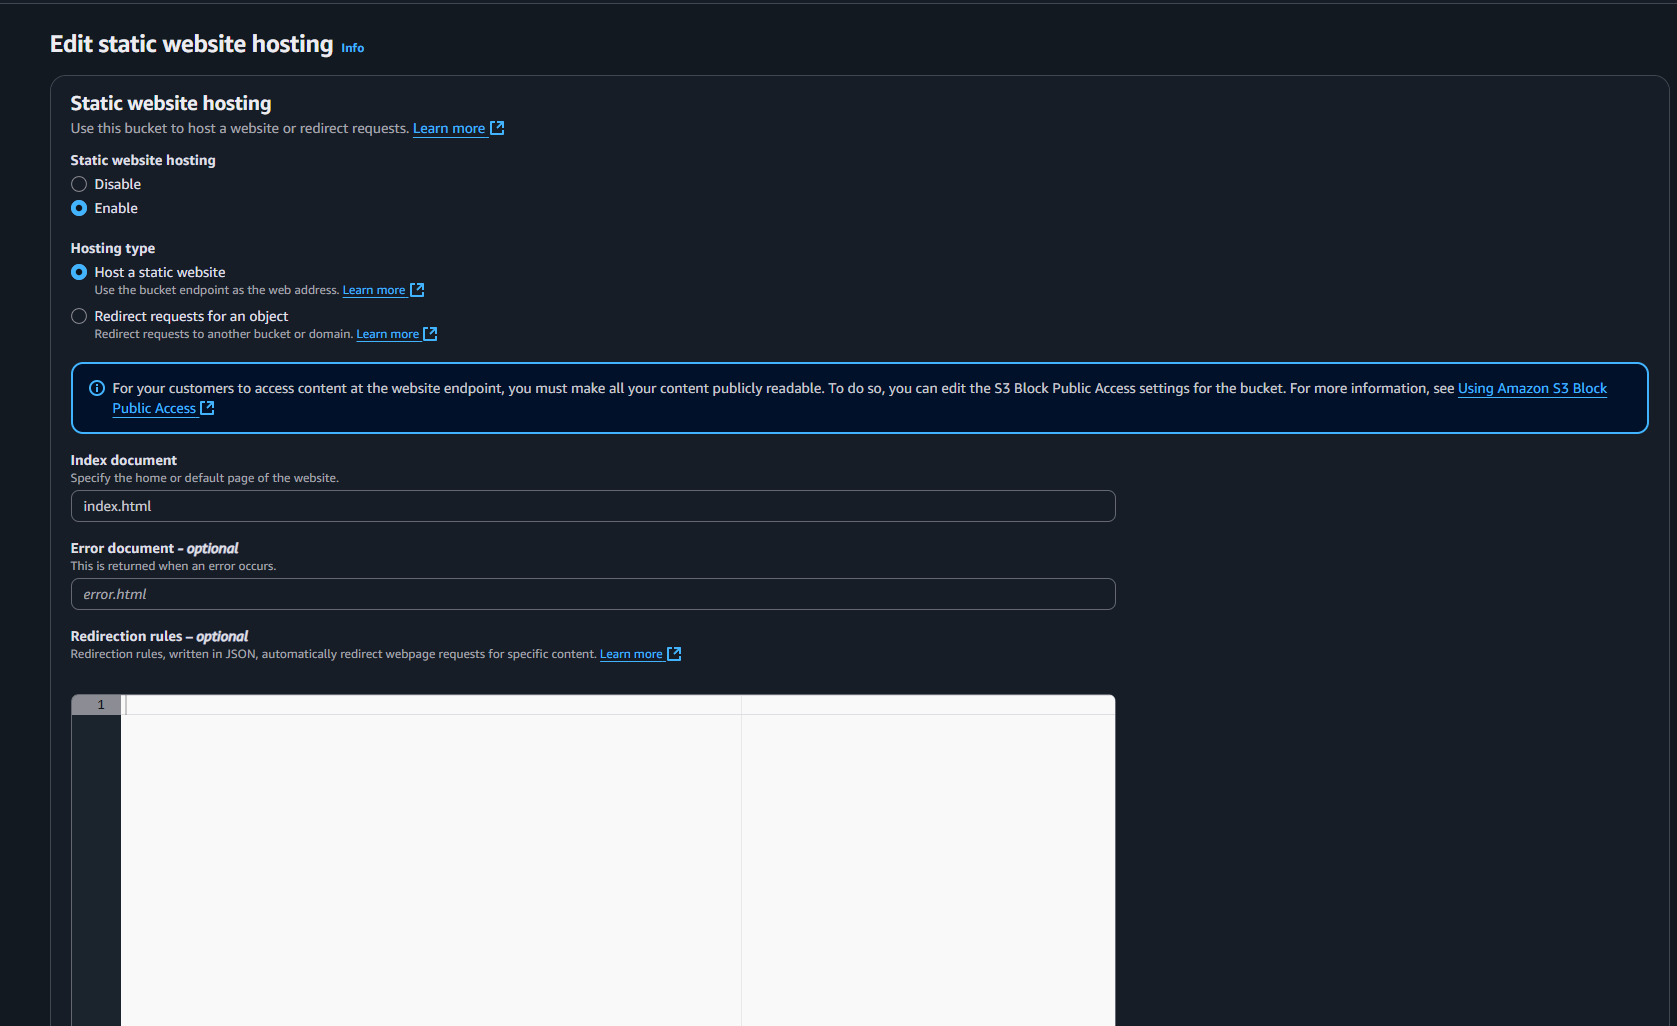 Edit static website hosting Info
Static website hosting
Use this bucket to host a website or redirect requests. Learn more
Static website hosting
Disable
Enable
Hosting type
Host a static website
Use the bucket endpoint as the web address. Learn more
Redirect requests for an object
Redirect requests to another bucket or domain. Learn more
For your customers to access content at the website endpoint, you must make all your content publicly readable. To do so, you can edit the S3 Block Public Access settings for the bucket. For more information, see Using Amazon S3 Block
Public Access
Index document
Specify the home or default page of the website.
index.html
Error document – optional
This is returned when an error occurs.
error.html
Redirection rules – optional
Redirection rules, written in JSON, automatically redirect webpage requests for specific content. Learn more
1